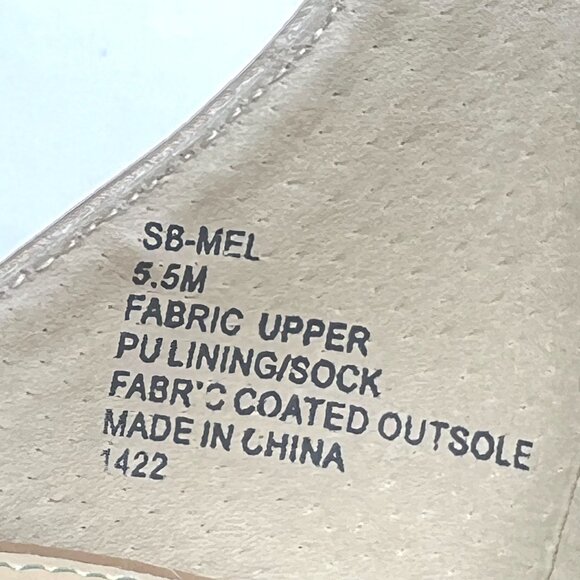 SB-MEL
5.5M
FABRIC UPPER
PU LINING/SOCK
FABRIC COATED OUTSOLE
MADE IN CHINA
1422